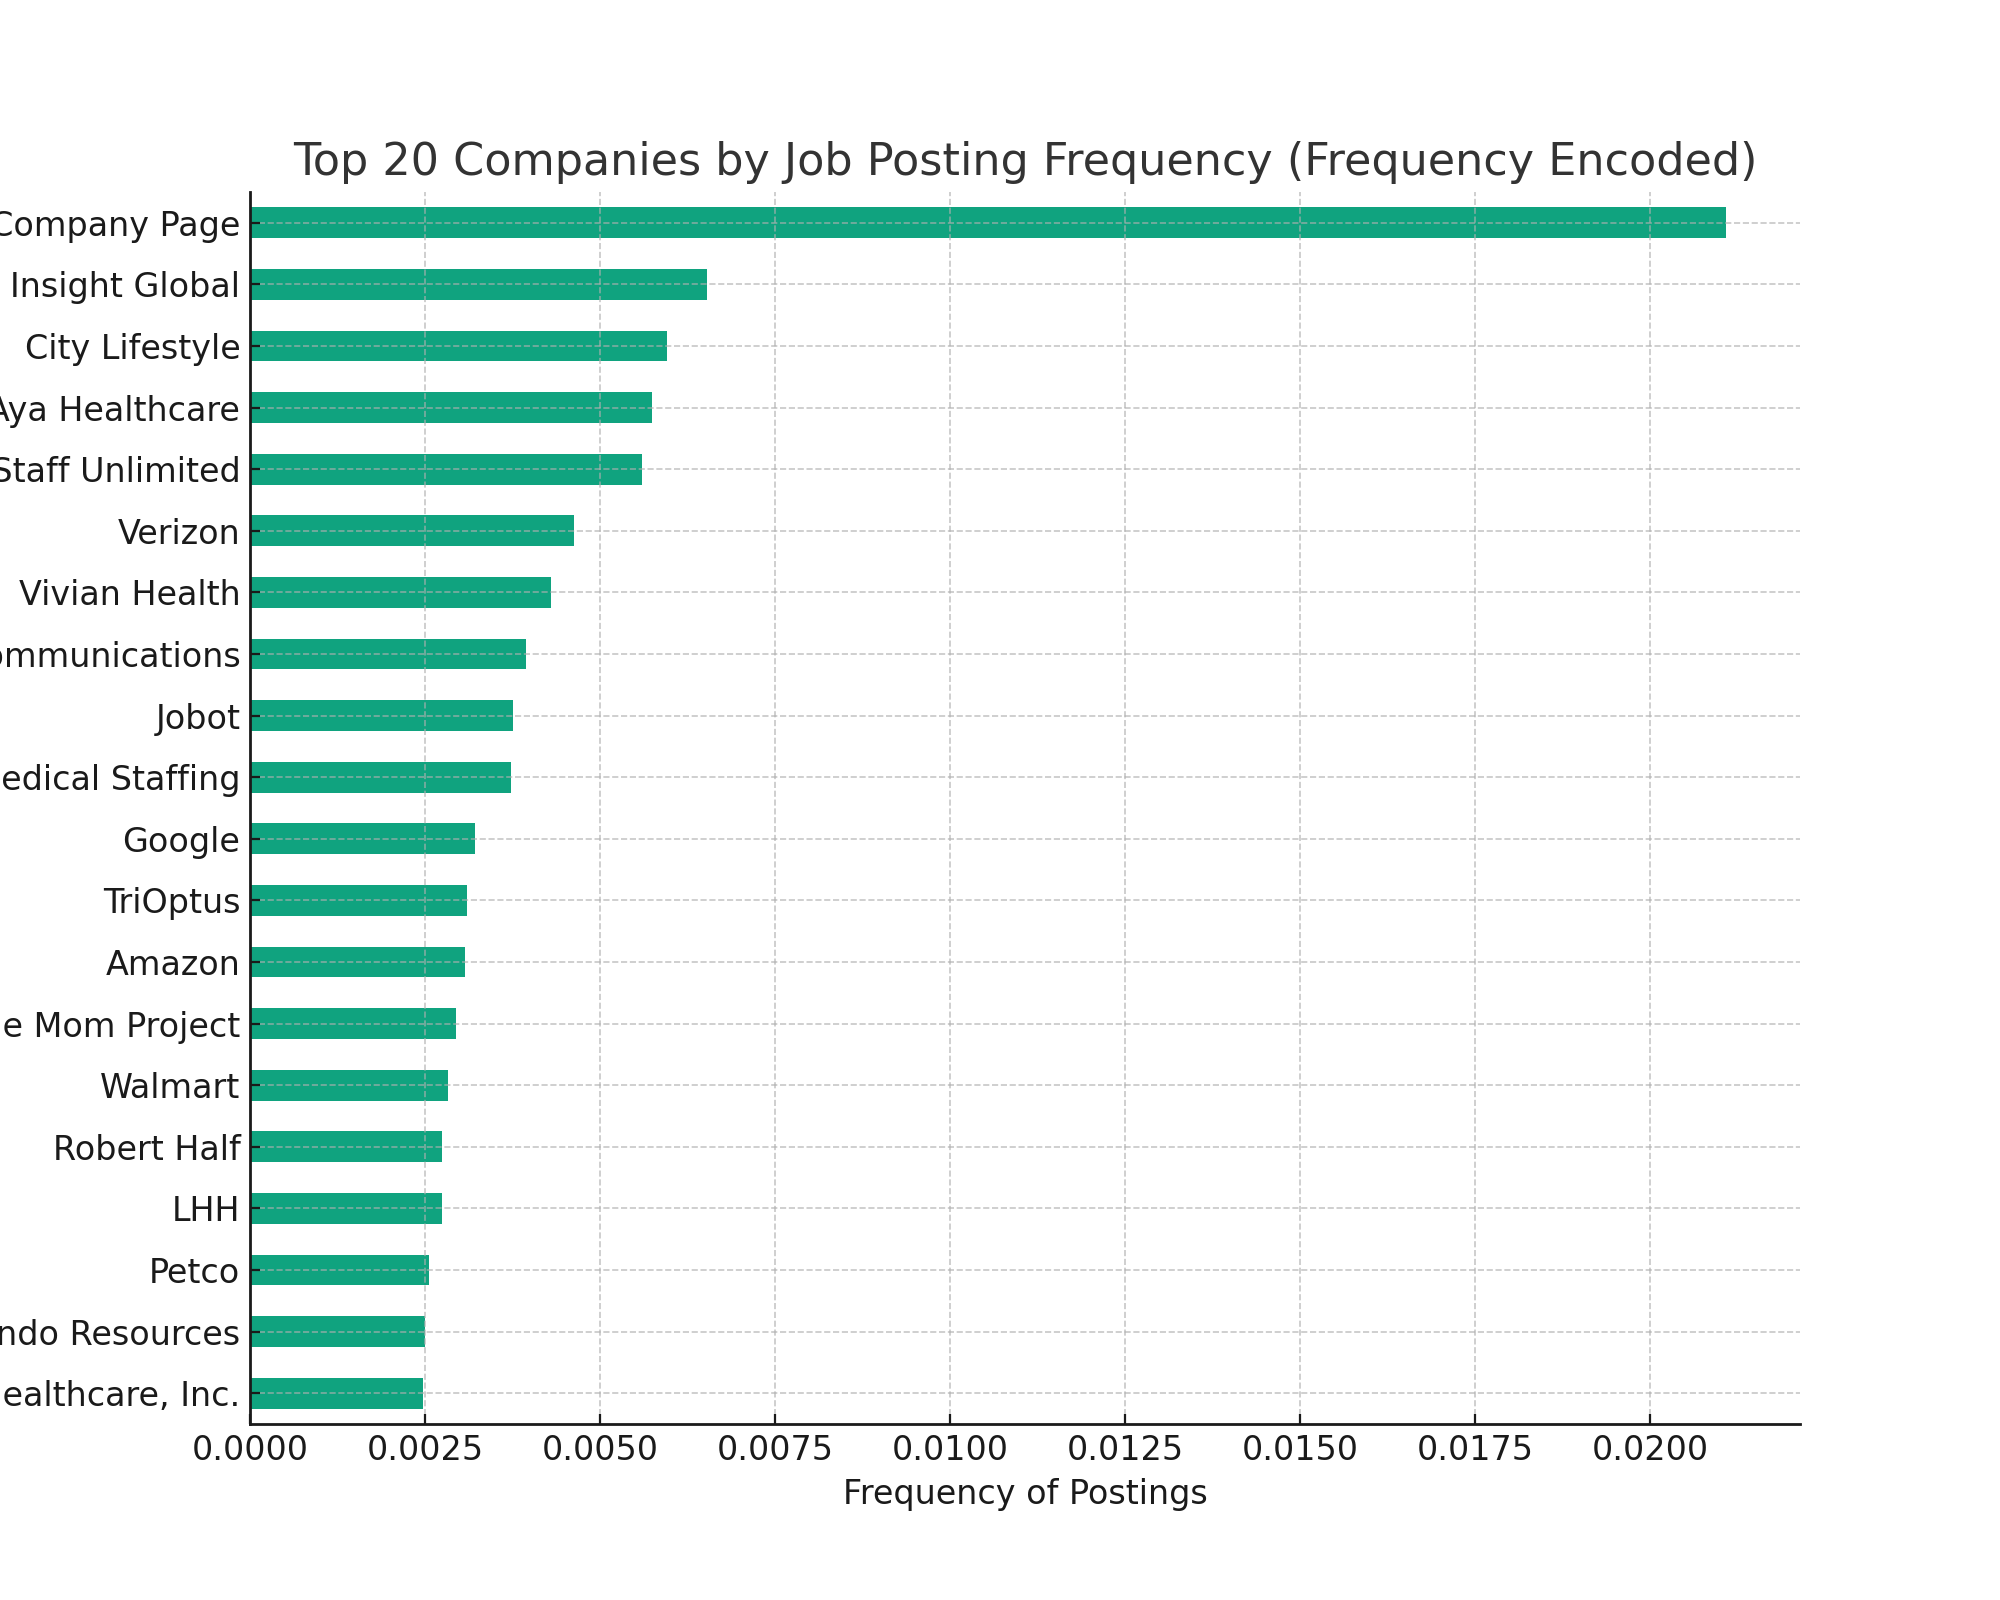 Top 20 Companies by Job Posting Frequency (Frequency Encoded)
Company Page
Insight Global
City Lifestyle
Aya Healthcare
Staff Unlimited
Verizon
Vivian Health
ommunications
Jobot
edical Staffing
Google
TriOptus
Amazon
e Mom Project
Walmart
Robert Half
LHH
Petco
ndo Resources
ealthcare, Inc.
0.0000 0.0025 0.0050 0.0075 0.0100 0.0125 0.0150 0.0175 0.0200
Frequency of Postings